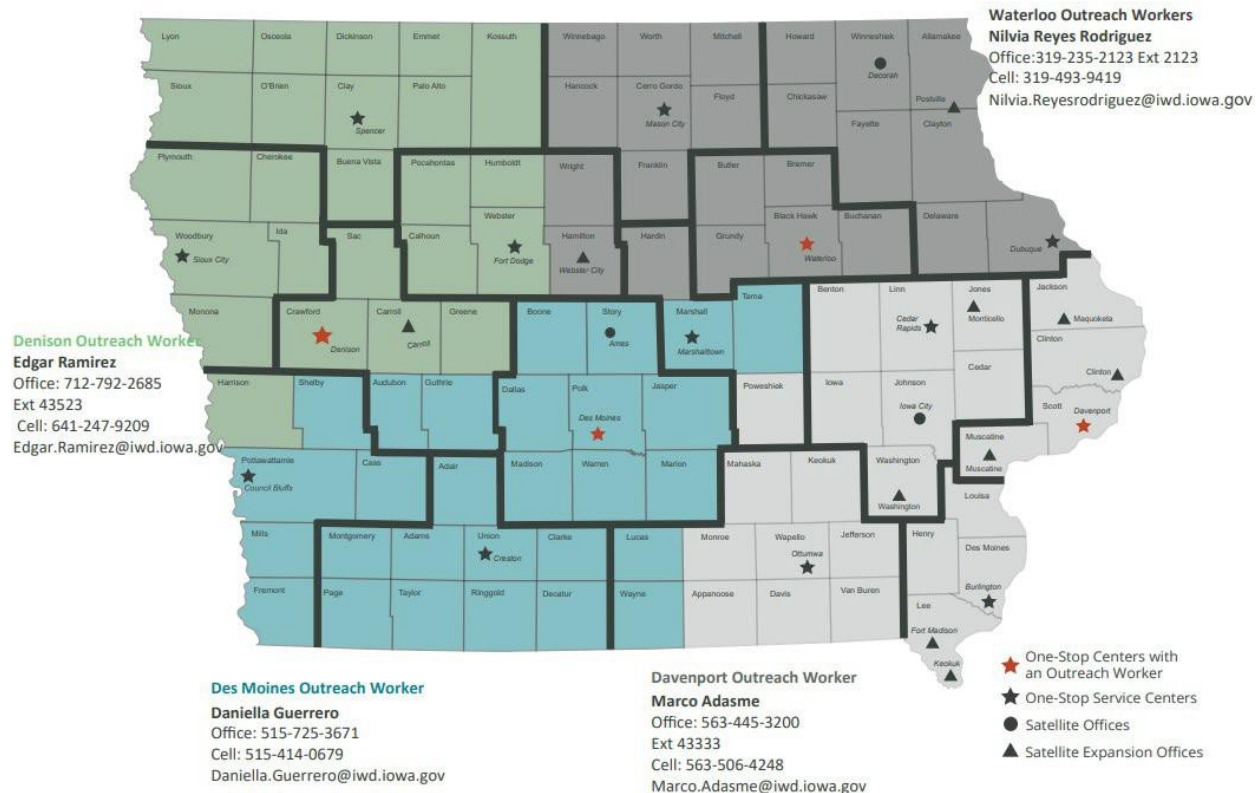 Waterloo Outreach Workers
Nilvia Reyes Rodriguez
Office:319-235-2123 Ext 2123
Cell: 319-493-9419
Nilvia.Reyesrodriguez@iwd.iowa.gov
Lyon
Osceola
Dickinson
Emmet
Kossuth
Winnebago
Worth
Mitchell
Howard
Winneshiek
Allamakee
Decorah
Sioux
O'Brien
Clay
Palo Alto
Hancock
Cerro Gordo
Floyd
Chickasaw
Postville
Spencer
Mason City
Fayette
Clayton
Plymouth
Cherokee
Buena Vista
Pocahontas
Humboldt
Wright
Franklin
Butler
Bremer
Woodbury
Ida
Sac
Calhoun
Webster
Hamilton
Hardin
Grundy
Black Hawk
Buchanan
Delaware
Sioux City
Fort Dodge
Webster City
Waterloo
Dubuque
Monona
Crawford
Carroll
Greene
Boone
Story
Marshall
Tama
Benton
Linn
Jones
Jackson
Denison
Carroll
Ames
Marshalltown
Cedar
Rapids
Monticello
Maquoketa
Clinton
Denison Outreach Worker
Edgar Ramirez
Office: 712-792-2685
Ext 43523
Cell: 641-247-9209
Edgar.Ramirez@iwd.iowa.gov
Harrison
Shelby
Audubon
Guthrie
Dallas
Polk
Jasper
Poweshiek
Iowa
Johnson
Cedar
Clinton
Scott
Des Moines
Iowa City
Davenport
Muscatine
Muscatine
Pottawattamie
Cass
Adair
Madison
Warren
Marion
Mahaska
Keokuk
Washington
Council Bluffs
Washington
Louisa
Mills
Montgomery
Adams
Union
Clarke
Lucas
Monroe
Wapello
Jefferson
Henry
Des Moines
Creston
Ottumwa
Fremont
Page
Taylor
Ringgold
Decatur
Wayne
Appanoose
Davis
Van Buren
Lee
Burlington
Fort Madison
Keokuk
Des Moines Outreach Worker
Daniella Guerrero
Office: 515-725-3671
Cell: 515-414-0679
Daniella.Guerrero@iwd.iowa.gov
Davenport Outreach Worker
Marco Adasme
Office: 563-445-3200
Ext 43333
Cell: 563-506-4248
Marco.Adasme@iwd.iowa.gov
One-Stop Centers with
an Outreach Worker
One-Stop Service Centers
Satellite Offices
Satellite Expansion Offices